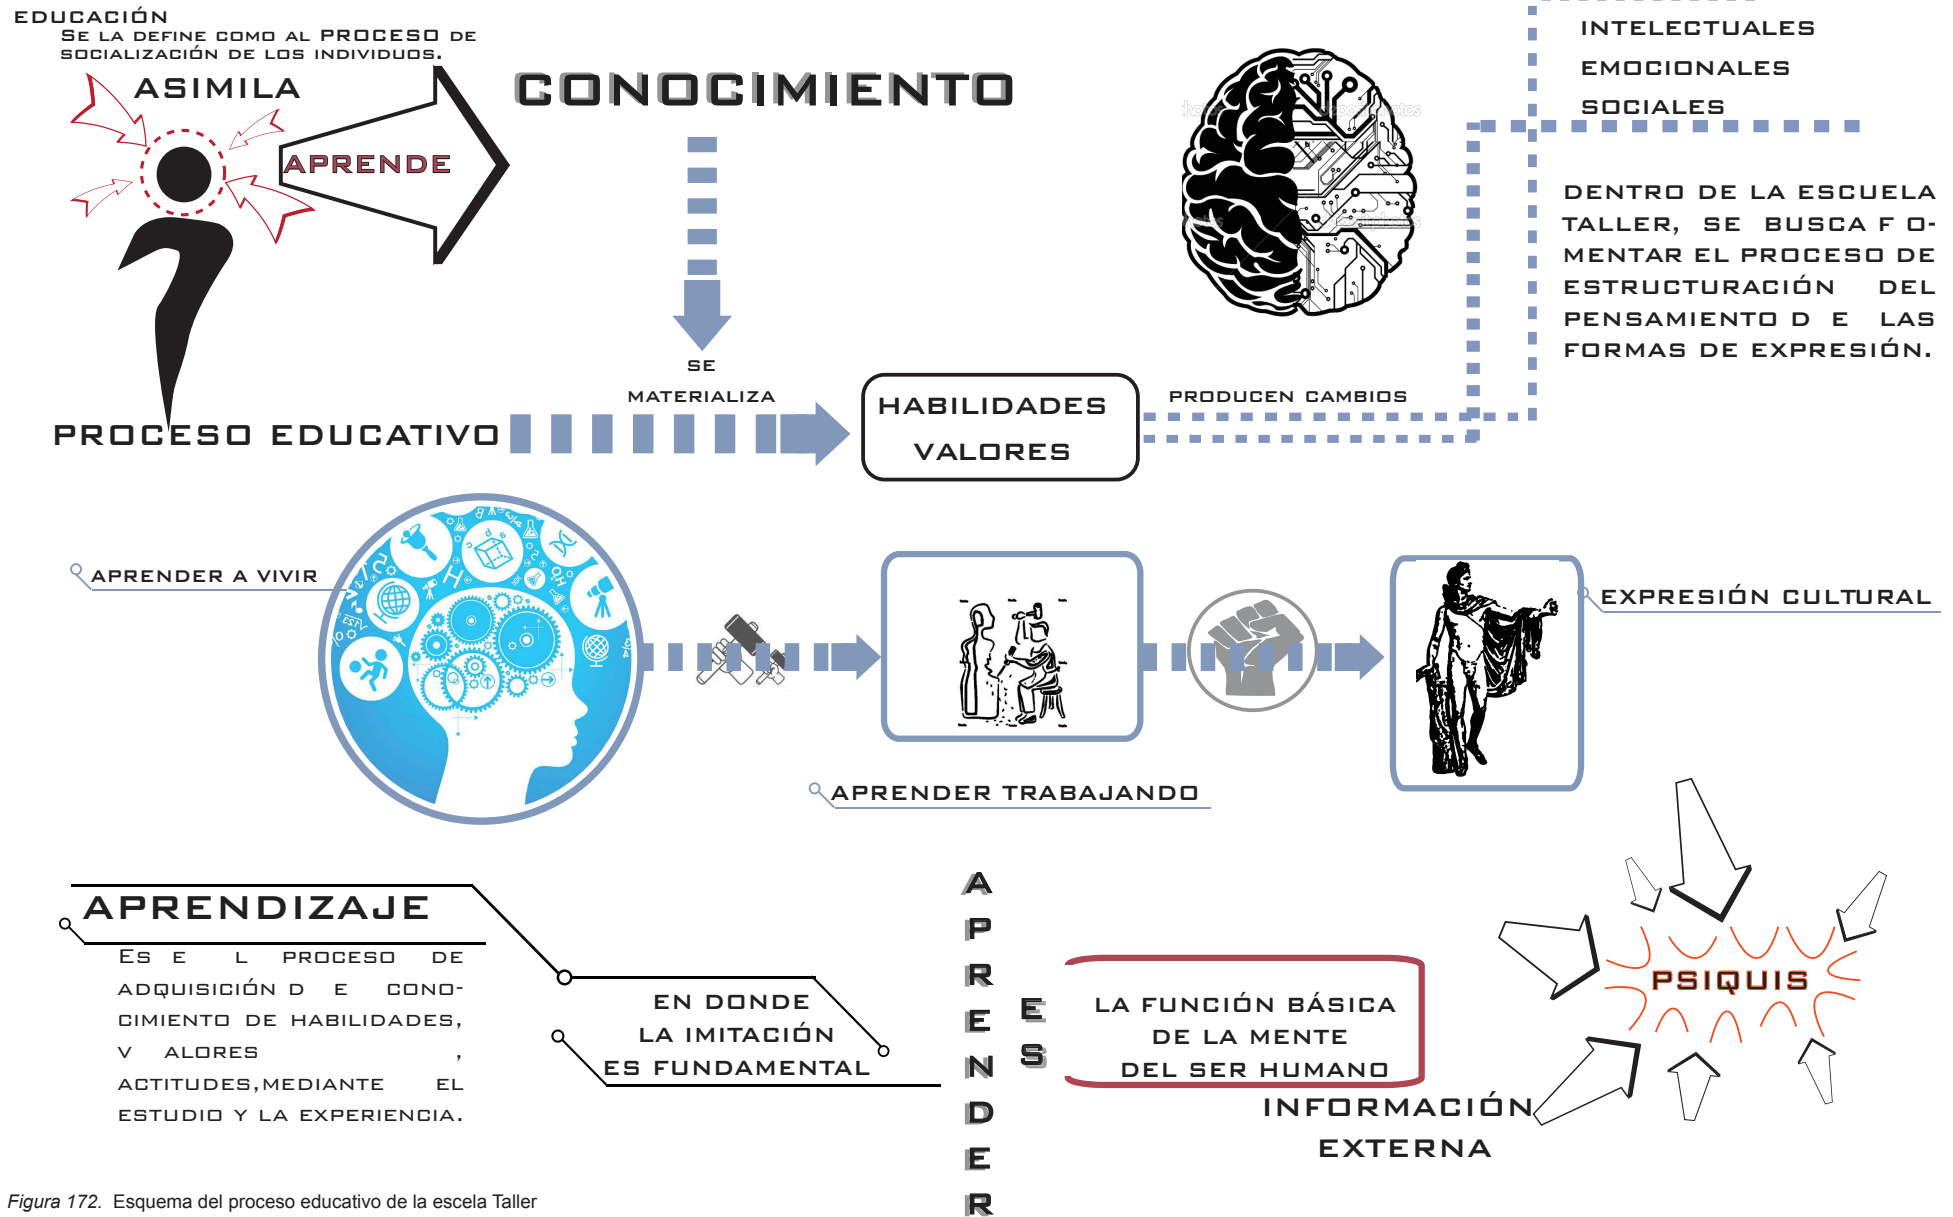 EDUCACIÓN
SE LA DEFINE COMO AL PROCESO DE
SOCIALIZACIÓN DE LOS INDIVIDUOS.
ASIMILA
APRENDE
CONOCIMIENTO
SE
MATERIALIZA
PROCESO EDUCATIVO
HABILIDADES
VALORES
PRODUCEN CAMBIOS
INTELECTUALES
EMOCIONALES
SOCIALES
DENTRO DE LA ESCUELA
TALLER, SE BUSCA F O-
MENTAR EL PROCESO DE
ESTRUCTURACIÓN DEL
PENSAMIENTO D E LAS
FORMAS DE EXPRESIÓN.
APRENDER A VIVIR
APRENDER TRABAJANDO
EXPRESIÓN CULTURAL
APRENDIZAJE
ES E L PROCESO DE
ADQUISICIÓN D E CONO-
CIMIENTO DE HABILIDADES,
V ALORES ,
ACTITUDES,MEDIANTE EL
ESTUDIO Y LA EXPERIENCIA.
EN DONDE
LA IMITACIÓN
ES FUNDAMENTAL
APRENDER
ES
LA FUNCIÓN BÁSICA
DE LA MENTE
DEL SER HUMANO
PSIQUIS
INFORMACIÓN
EXTERNA
Figura 172. Esquema del proceso educativo de la escela Taller